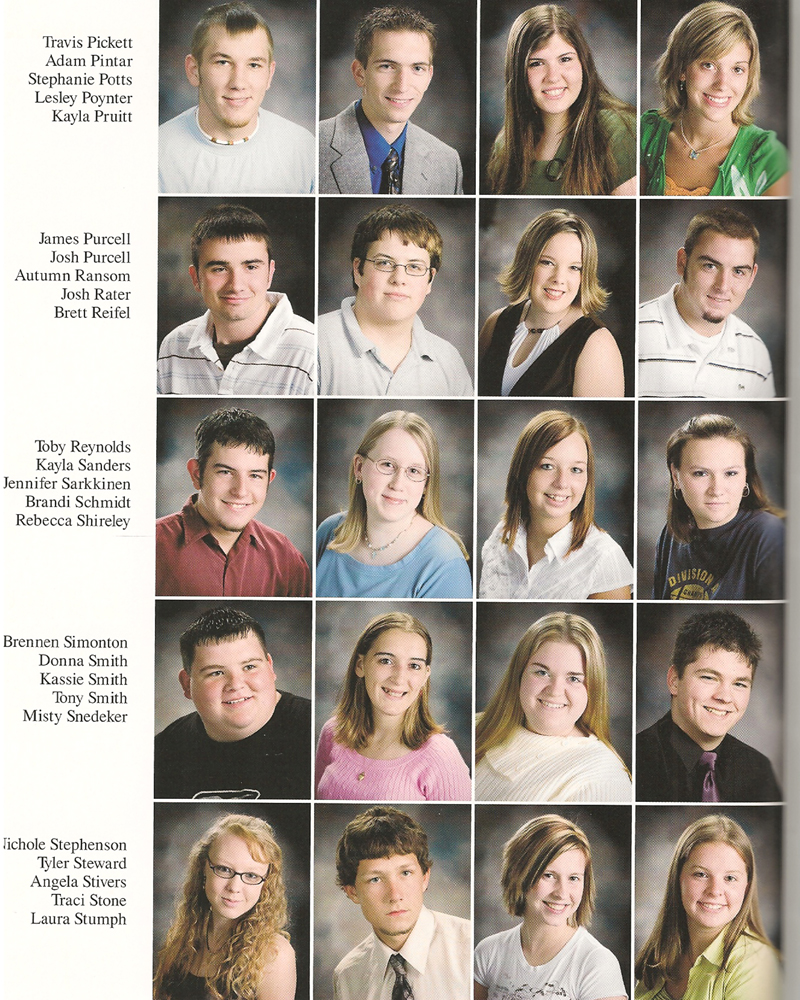 Travis Pickett
Adam Pintar
Stephanie Potts
Lesley Poynter
Kayla Pruitt
James Purcell
Josh Purcell
Autumn Ransom
Josh Rater
Brett Reifel
Toby Reynolds
Kayla Sanders
Jennifer Sarkkinen
Brandi Schmidt
Rebecca Shireley
DIVISION
Brennen Simonton
Donna Smith
Kassie Smith
Tony Smith
Misty Snedeker
Nichole Stephenson
Tyler Steward
Angela Stivers
Traci Stone
Laura Stumph